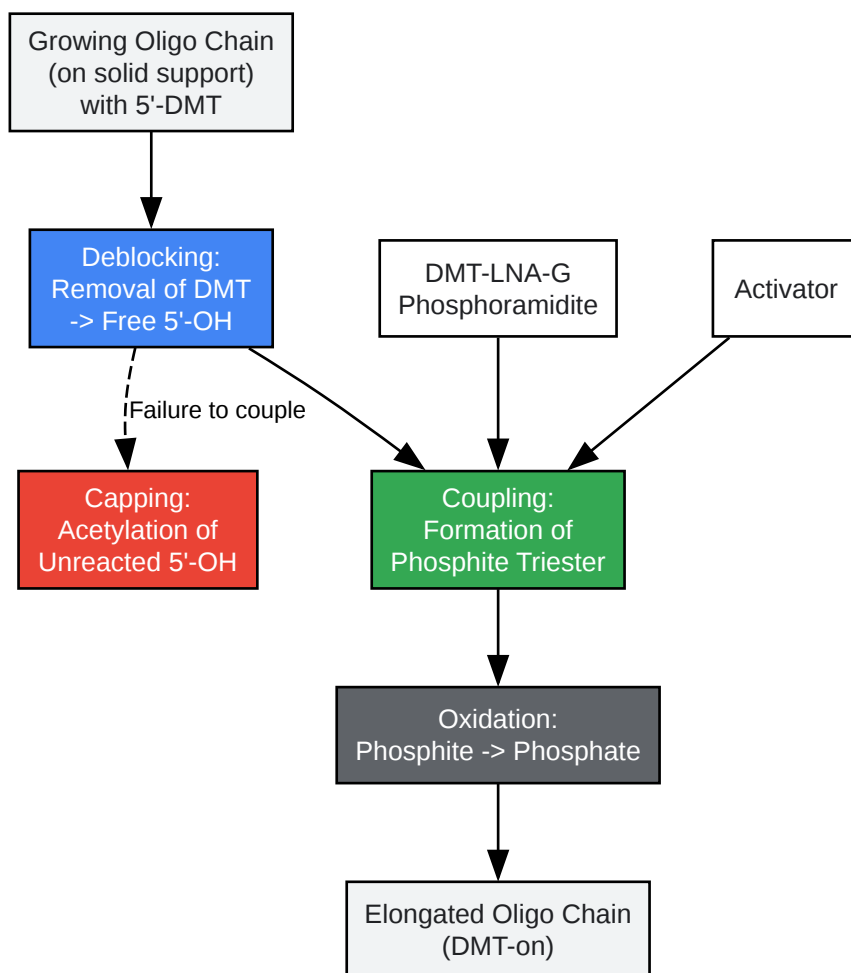 Growing Oligo Chain
(on solid support)
with 5'-DMT
Deblocking:
Removal of DMT
-> Free 5'-OH
DMT-LNA-G
Phosphoramidite
Activator
Failure to couple
Capping:
Acetylation of
Unreacted 5'-OH
Coupling:
Formation of
Phosphite Triester
Oxidation:
Phosphite -> Phosphate
Elongated Oligo Chain
(DMT-on)